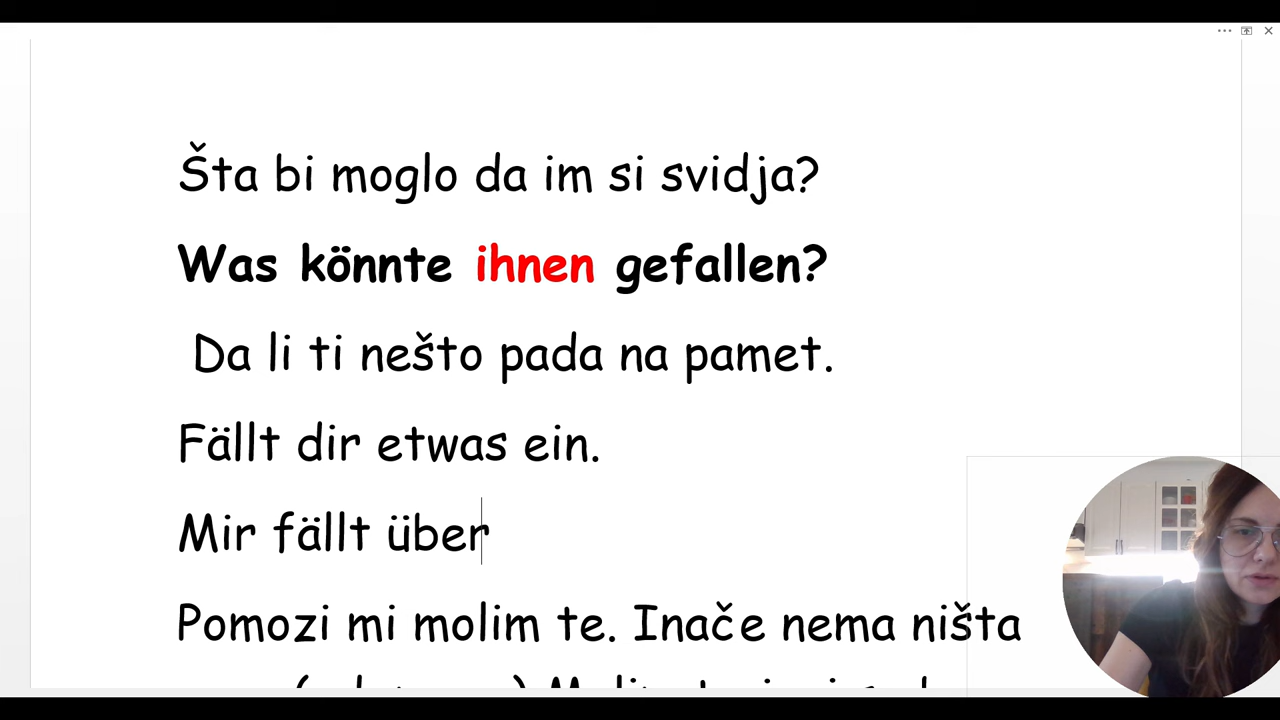 Šta bi moglo da im si svidja?
Was könnte ihnen gefallen?
Da li ti nešto pada na pamet.
Fällt dir etwas ein.
Mir fällt über
Pomozi mi molim te. Inače nema ništa